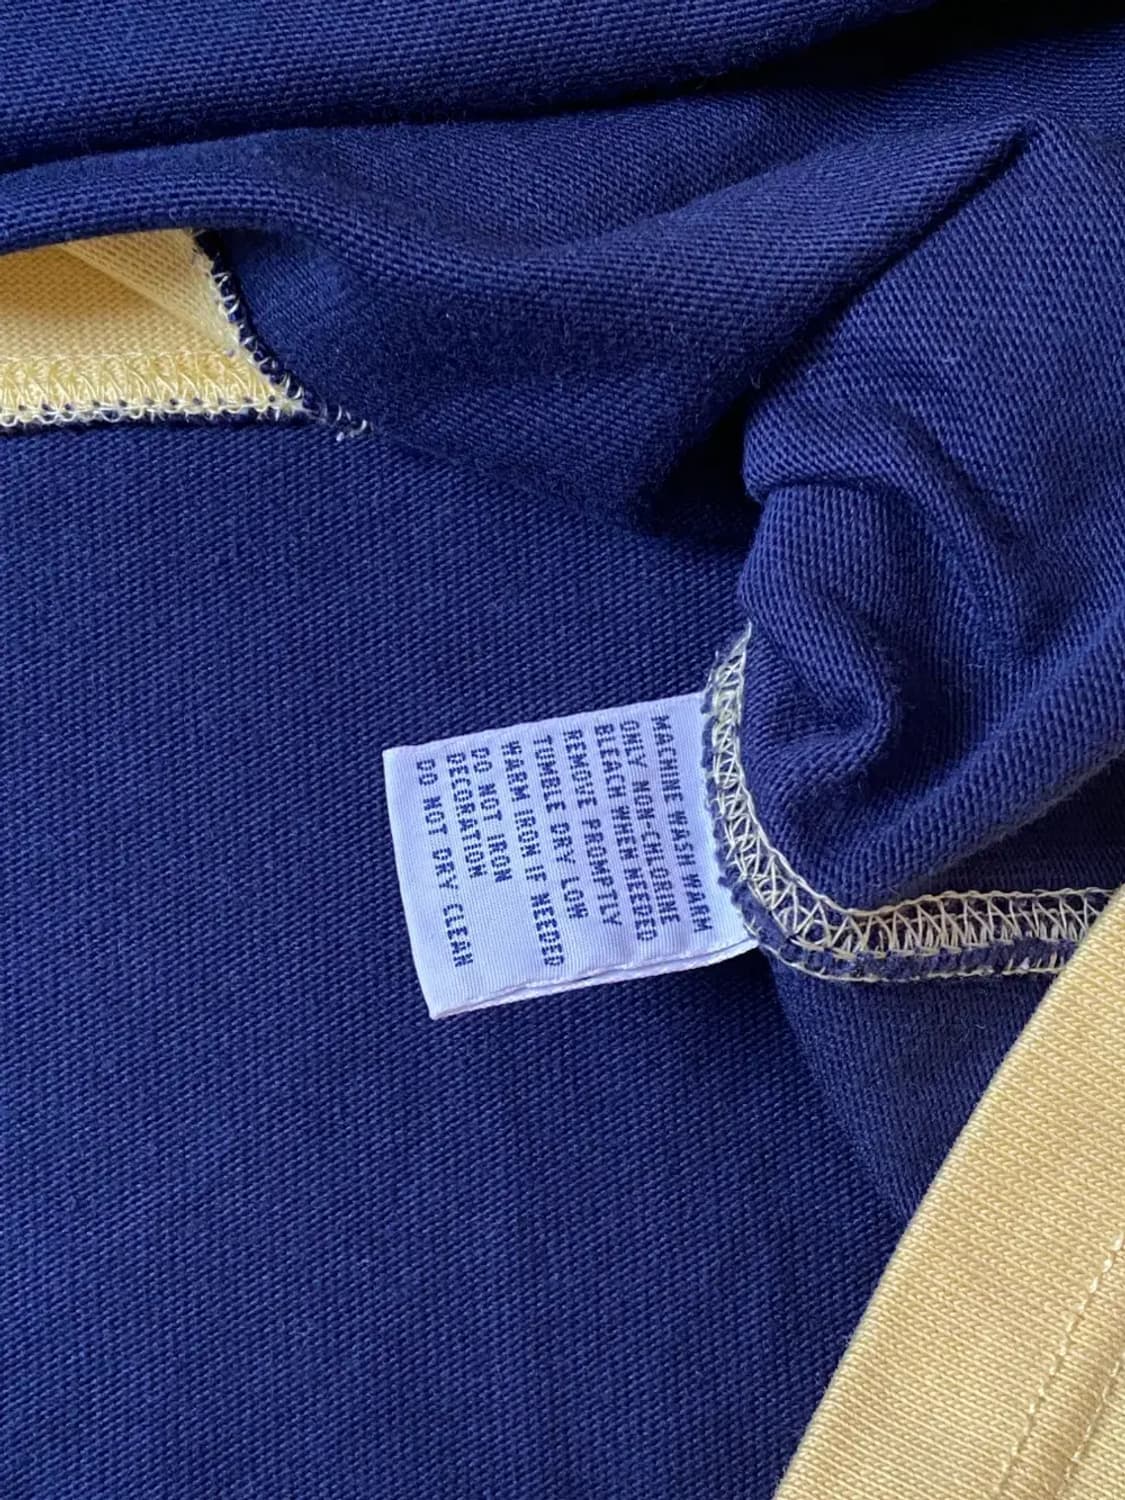 MACHINE WASH WARM
ONLY NON-CHLORINE
BLEACH WHEN NEEDED
REMOVE PROMPTLY
TUMBLE DRY LOW
WARM IRON IF NEEDED
DO NOT IRON
DECORATION
DO NOT DRY CLEAN